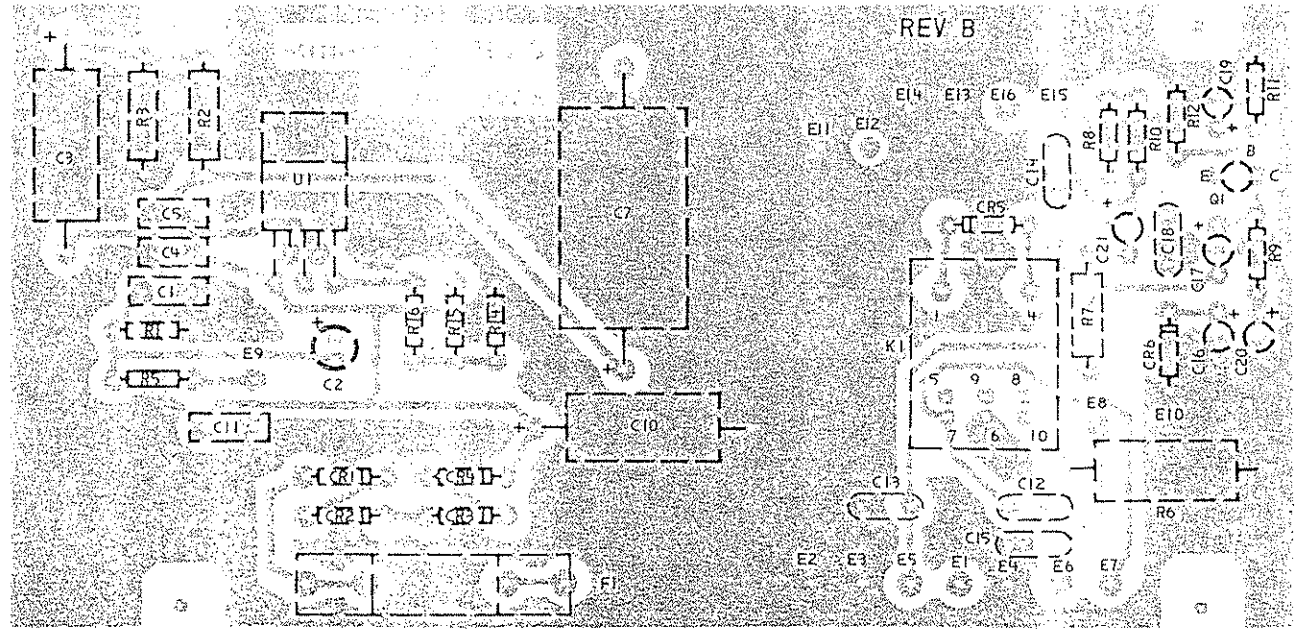 REV B
+
C3
R3
R2
U1
C5
C4
C1
R1
R5
E9
+
C2
C11
R16
R15
R14
C7
+
+
C10
F1
E14
E13
E16
E15
E11
E12
C14
CR5
K1
1
4
5
9
8
7
6
10
C13
C12
C15
E2
E3
E5
E1
E4
E6
E7
R8
R10
R12
C19
R11
+
B
E
C
Q1
+
C21
C18
+
C17
R9
R7
CR6
+
C16
+
C20
E8
E10
R6